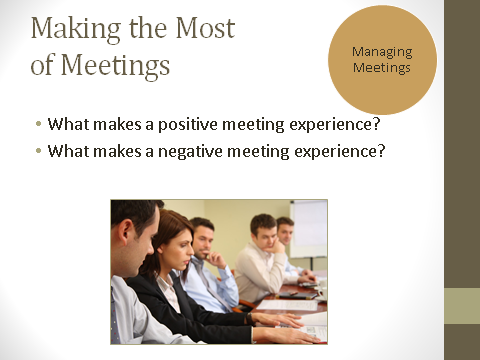 Making the Most
of Meetings
Managing
Meetings
• What makes a positive meeting experience?
• What makes a negative meeting experience?